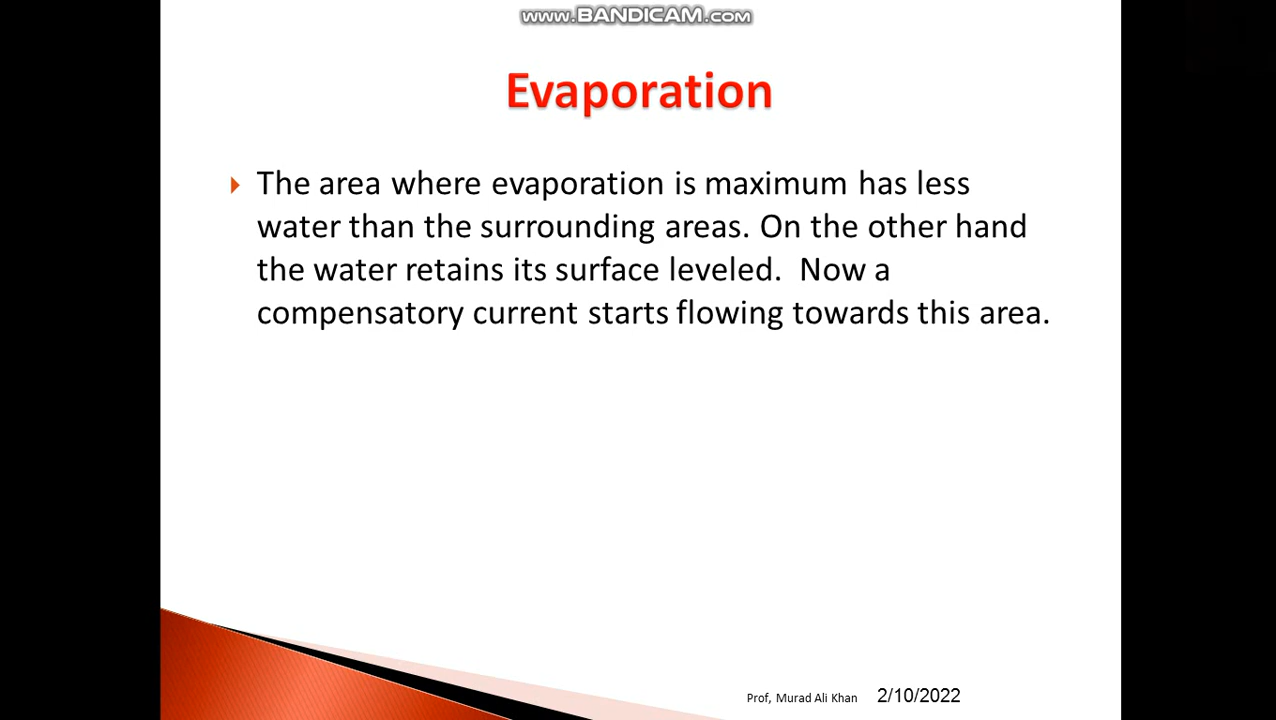 www.BANDICAM.com
Evaporation
The area where evaporation is maximum has less
water than the surrounding areas. On the other hand
the water retains its surface leveled.  Now a
compensatory current starts flowing towards this area.
Prof, Murad Ali Khan 2/10/2022